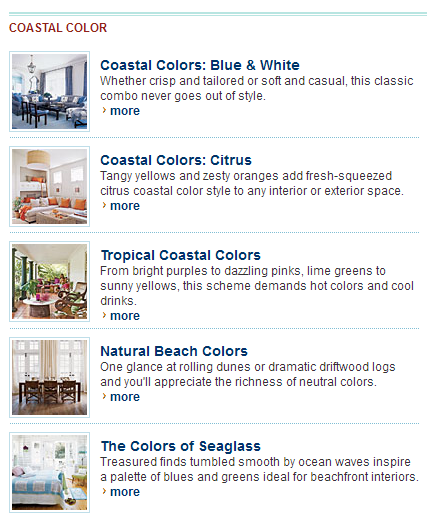 COASTAL COLOR
Coastal Colors: Blue & White
Whether crisp and tailored or soft and casual, this classic
combo never goes out of style.
› more
Coastal Colors: Citrus
Tangy yellows and zesty oranges add fresh-squeezed
citrus coastal color style to any interior or exterior space.
› more
Tropical Coastal Colors
From bright purples to dazzling pinks, lime greens to
sunny yellows, this scheme demands hot colors and cool
drinks.
› more
Natural Beach Colors
One glance at rolling dunes or dramatic driftwood logs
and you'll appreciate the richness of neutral colors.
› more
The Colors of Seaglass
Treasured finds tumbled smooth by ocean waves inspire
a palette of blues and greens ideal for beachfront interiors.
› more